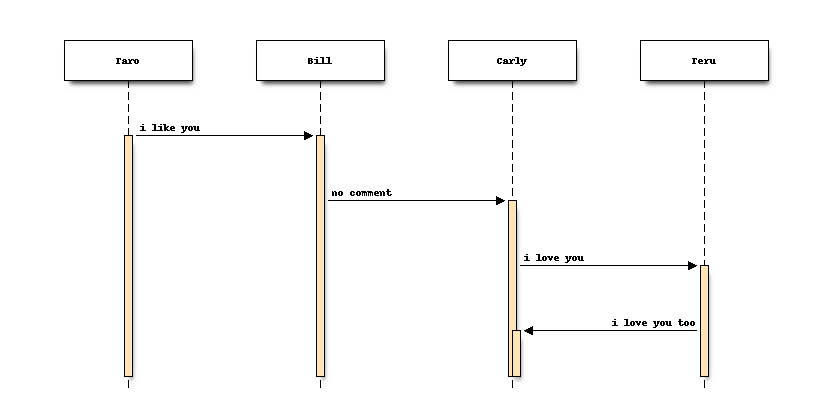 Taro
Bill
Carly
Teru
i like you
no comment
i love you
i love you too